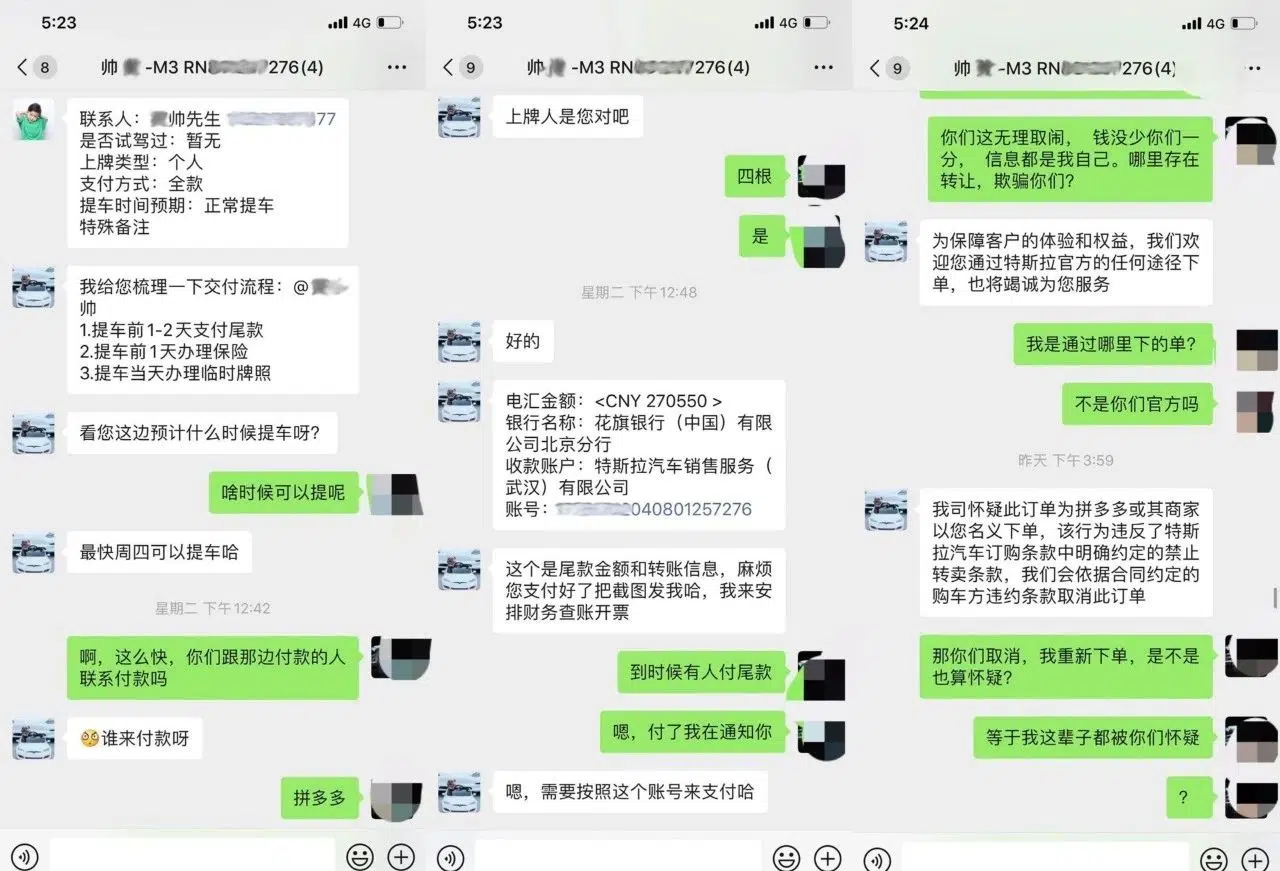 5:23
4G
8
帅 -M3 RN 276(4)
联系人： 帅先生 77
是否试驾过：暂无
上牌类型：个人
支付方式：全款
提车时间预期：正常提车
特殊备注
我给您梳理一下交付流程：@
帅
1.提车前1-2天支付尾款
2.提车前1天办理保险
3.提车当天办理临时牌照
看您这边预计什么时候提车呀？
啥时候可以提呢
最快周四可以提车哈
星期二 下午12:42
啊，这么快，你们跟那边付款的人
联系付款吗
谁来付款呀
拼多多
5:23
4G
9
帅 -M3 RN 276(4)
上牌人是您对吧
四根
是
星期二 下午12:48
好的
电汇金额：<CNY 270550 >
银行名称：花旗银行（中国）有限
公司北京分行
收款账户：特斯拉汽车销售服务（
武汉）有限公司
账号： 040801257276
这个是尾款金额和转账信息，麻烦
您支付好了把截图发我哈，我来安
排财务查账开票
到时候有人付尾款
嗯，付了我在通知你
嗯，需要按照这个账号来支付哈
5:24
4G
9
帅 -M3 RN 276(4)
你们这无理取闹， 钱没少你们一
分， 信息都是我自己。哪里存在
转让，欺骗你们？
为保障客户的体验和权益，我们欢
迎您通过特斯拉官方的任何途径下
单，也将竭诚为您服务
我是通过哪里下的单？
不是你们官方吗
昨天 下午3:59
我司怀疑此订单为拼多多或其商家
以您名义下单，该行为违反了特斯
拉汽车订购条款中明确约定的禁止
转卖条款，我们会依据合同约定的
购车方违约条款取消此订单
那你们取消，我重新下单，是不是
也算怀疑？
等于我这辈子都被你们怀疑
？